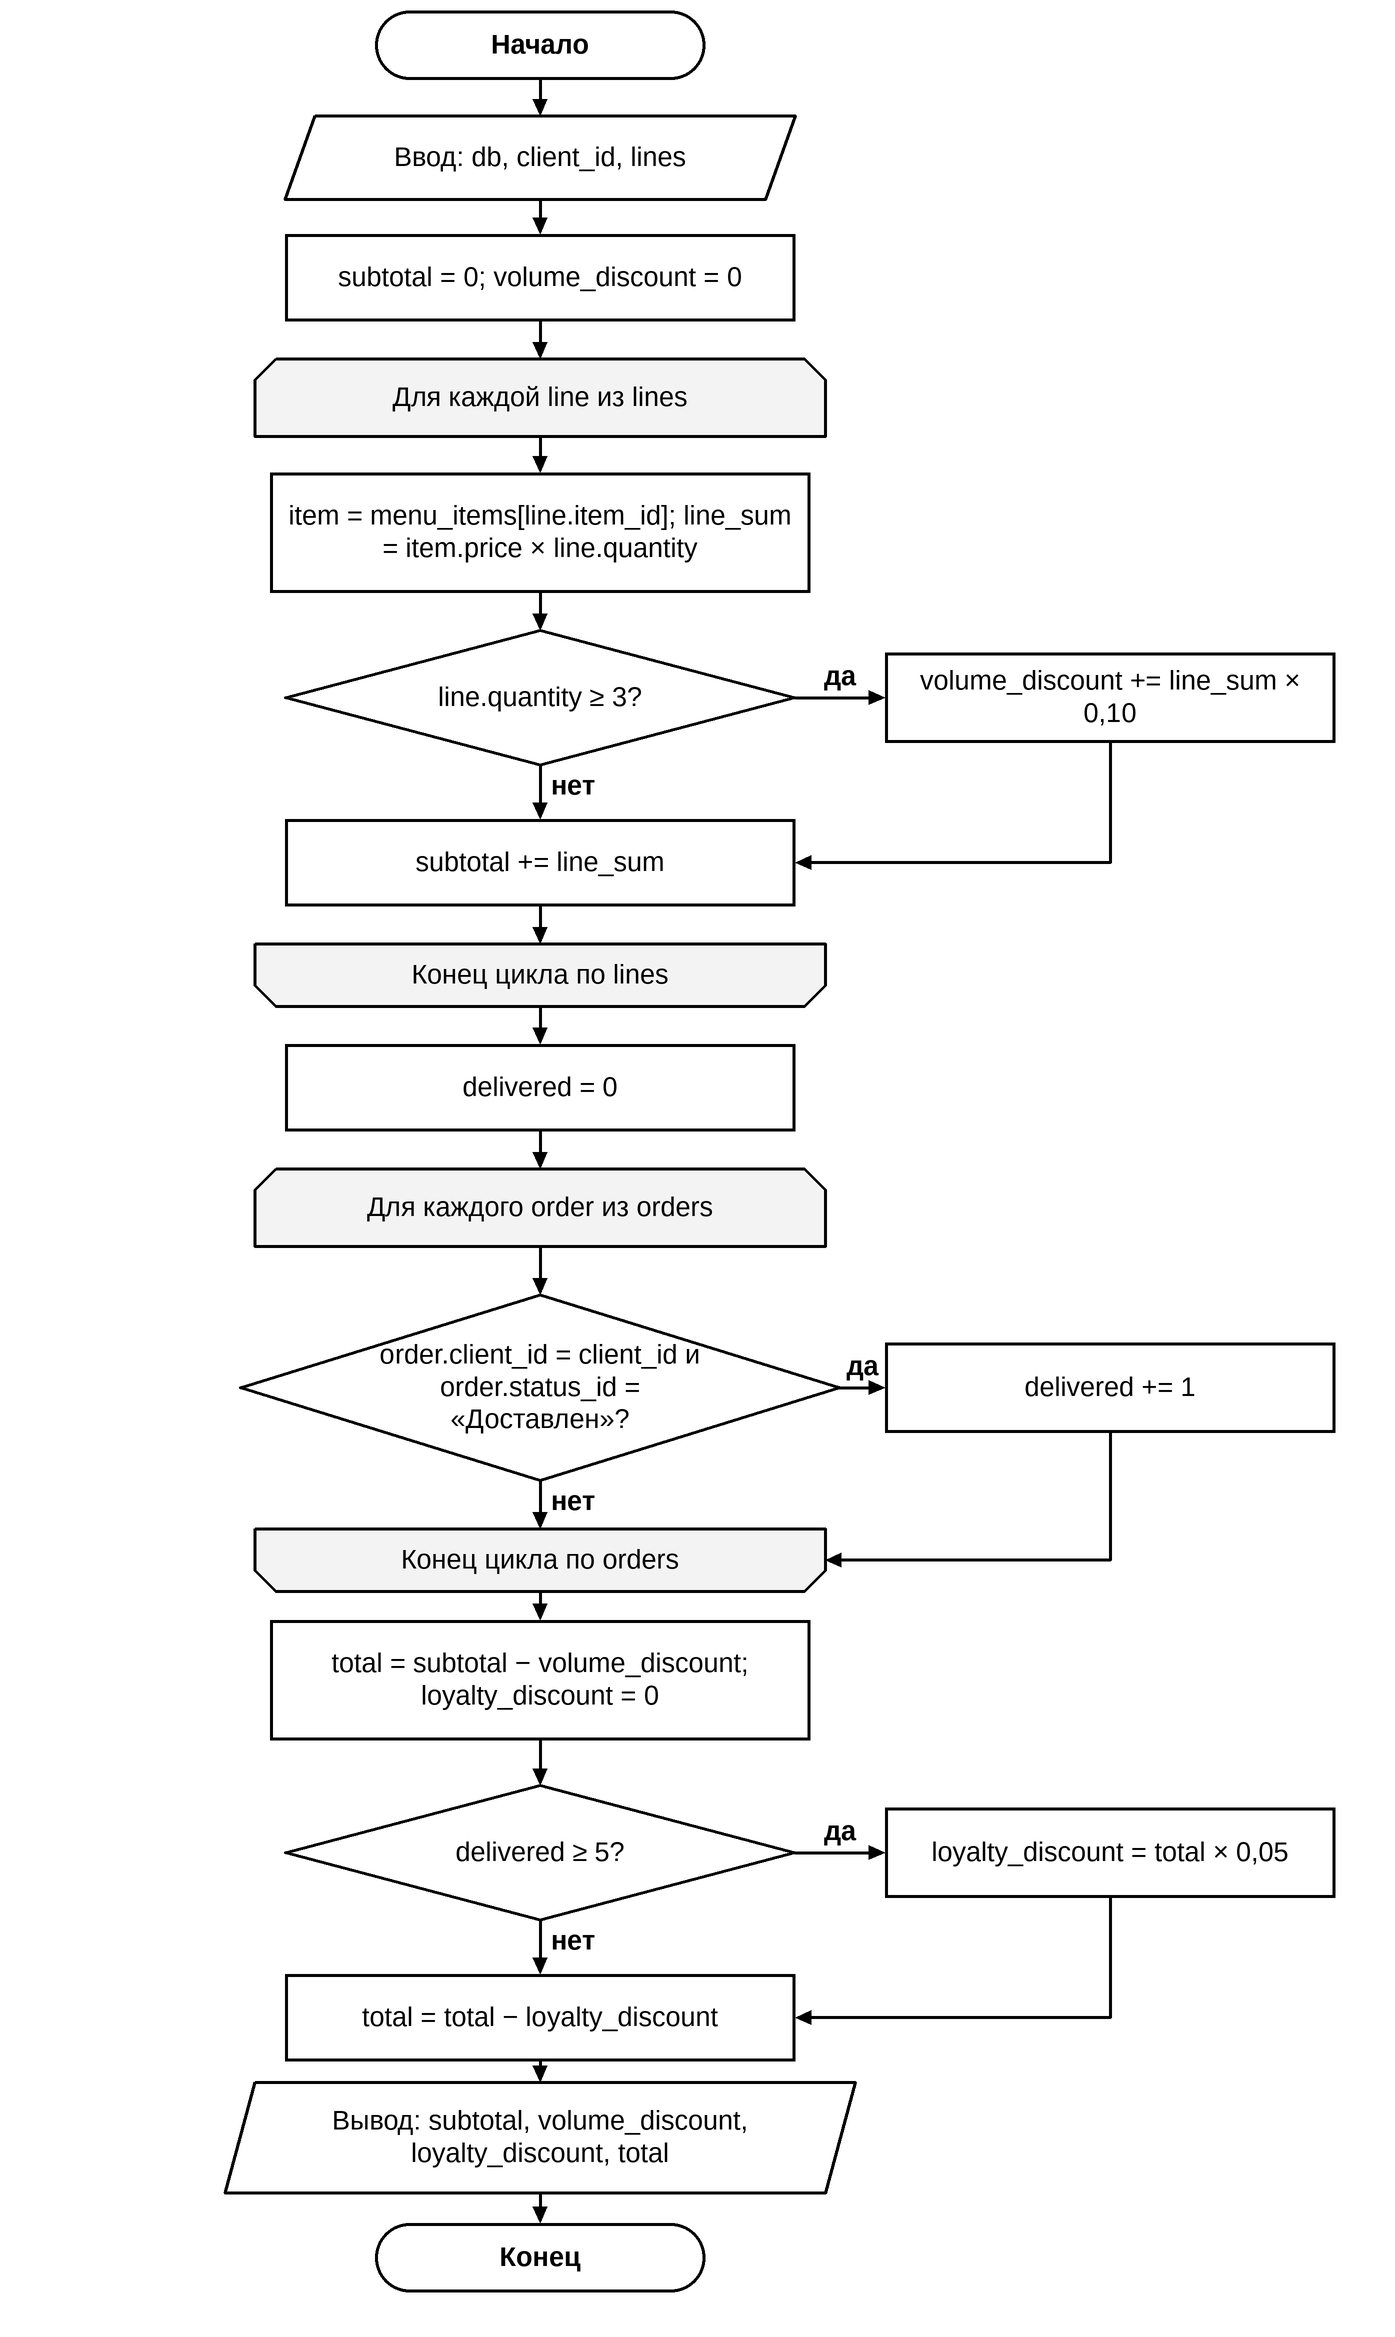 Начало
Ввод: db, client_id, lines
subtotal = 0; volume_discount = 0
Для каждой line из lines
item = menu_items[line.item_id]; line_sum
= item.price × line.quantity
line.quantity ≥ 3?
да
volume_discount += line_sum ×
0,10
нет
subtotal += line_sum
Конец цикла по lines
delivered = 0
Для каждого order из orders
order.client_id = client_id и
order.status_id =
«Доставлен»?
да
delivered += 1
нет
Конец цикла по orders
total = subtotal − volume_discount;
loyalty_discount = 0
delivered ≥ 5?
да
loyalty_discount = total × 0,05
нет
total = total − loyalty_discount
Вывод: subtotal, volume_discount,
loyalty_discount, total
Конец